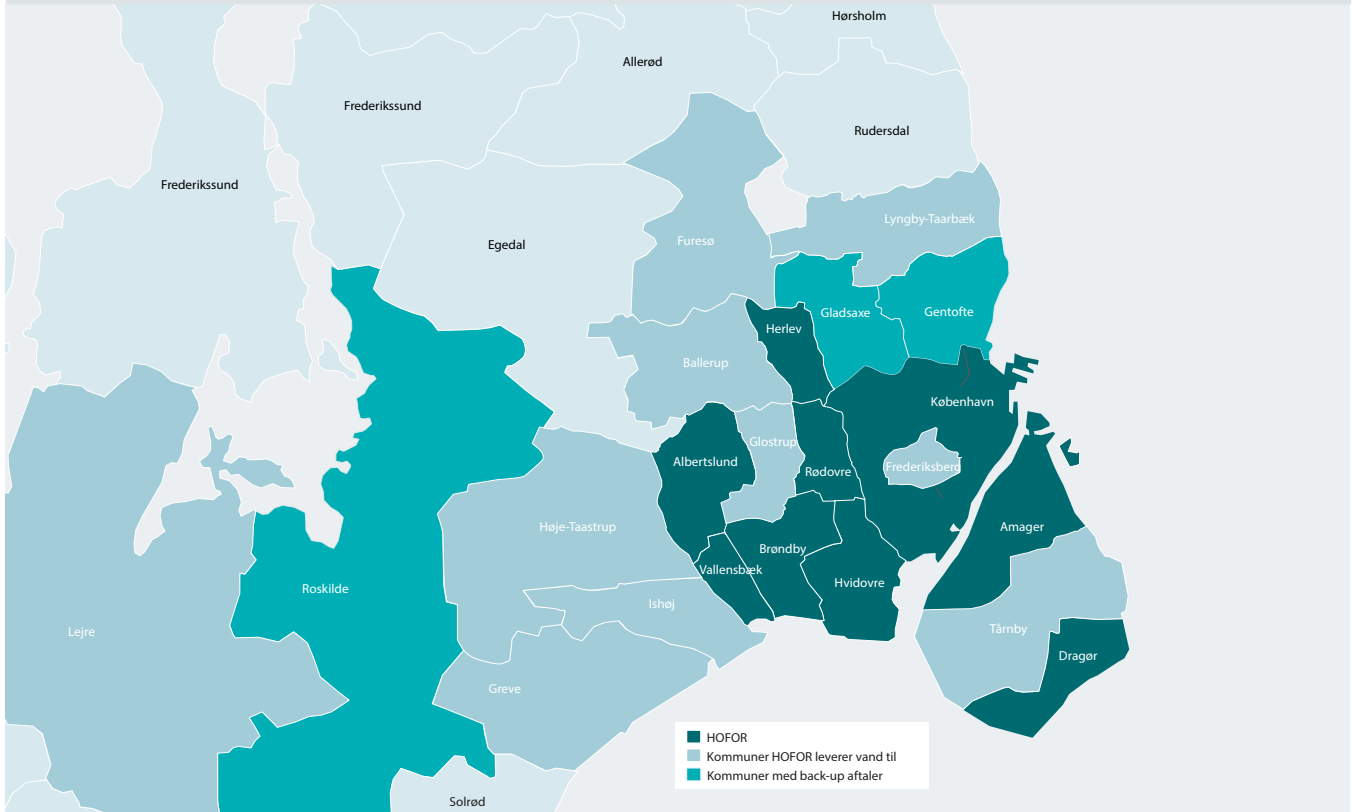 Hørsholm
Allerød
Frederikssund
Rudersdal
Frederikssund
Lyngby-Taarbæk
Furesø
Egedal
Gladsaxe
Gentofte
Herlev
Ballerup
København
Glostrup
Albertslund
Rødovre
Frederiksberg
Høje-Taastrup
Amager
Brøndby
Vallensbæk
Hvidovre
Roskilde
Ishøj
Lejre
Tårnby
Dragør
Greve
HOFOR
Kommuner HOFOR leverer vand til
Kommuner med back-up aftaler
Solrød